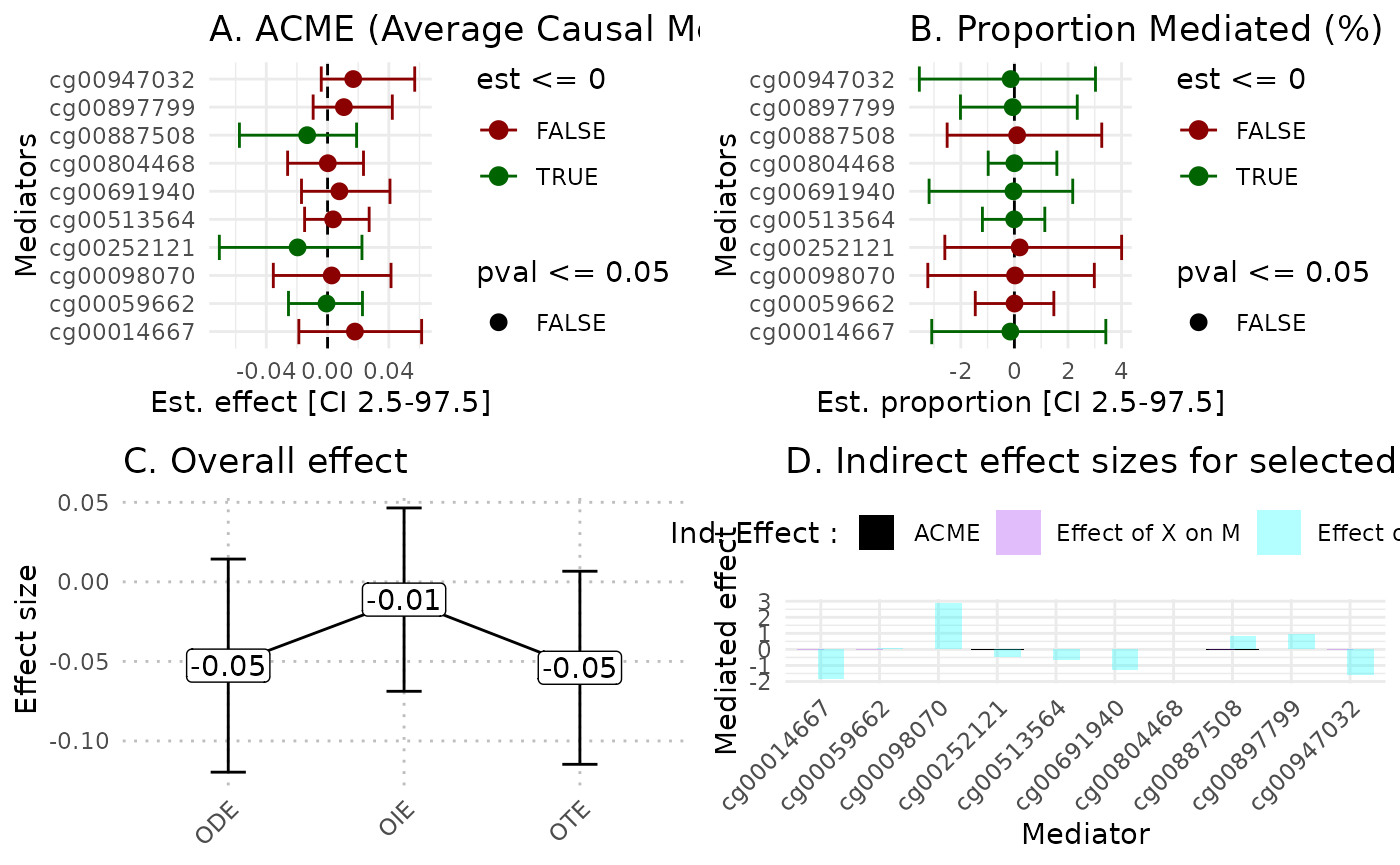 A. ACME (Average Causal
Mediators
cg00947032
cg00897799
cg00887508
cg00804468
cg00691940
cg00513564
cg00252121
cg00098070
cg00059662
cg00014667
-0.04 0.00 0.04
Est. effect [CI 2.5-97.5]
est <= 0
FALSE
TRUE
pval <= 0.05
FALSE
B. Proportion Mediated (%)
Mediators
cg00947032
cg00897799
cg00887508
cg00804468
cg00691940
cg00513564
cg00252121
cg00098070
cg00059662
cg00014667
-2 0 2 4
Est. proportion [CI 2.5-97.5]
est <= 0
FALSE
TRUE
pval <= 0.05
FALSE
C. Overall effect
Effect size
0.05
0.00
-0.05
-0.10
-0.05
-0.01
-0.05
ODE
OIE
OTE
D. Indirect effect sizes for selected
Ind. Effect :
ACME
Effect of X on M
Effect
Mediated effect
3
2
1
0
-1
-2
cg00014667
cg00059662
cg00098070
cg00252121
cg00513564
cg00691940
cg00804468
cg00887508
cg00897799
cg00947032
Mediator